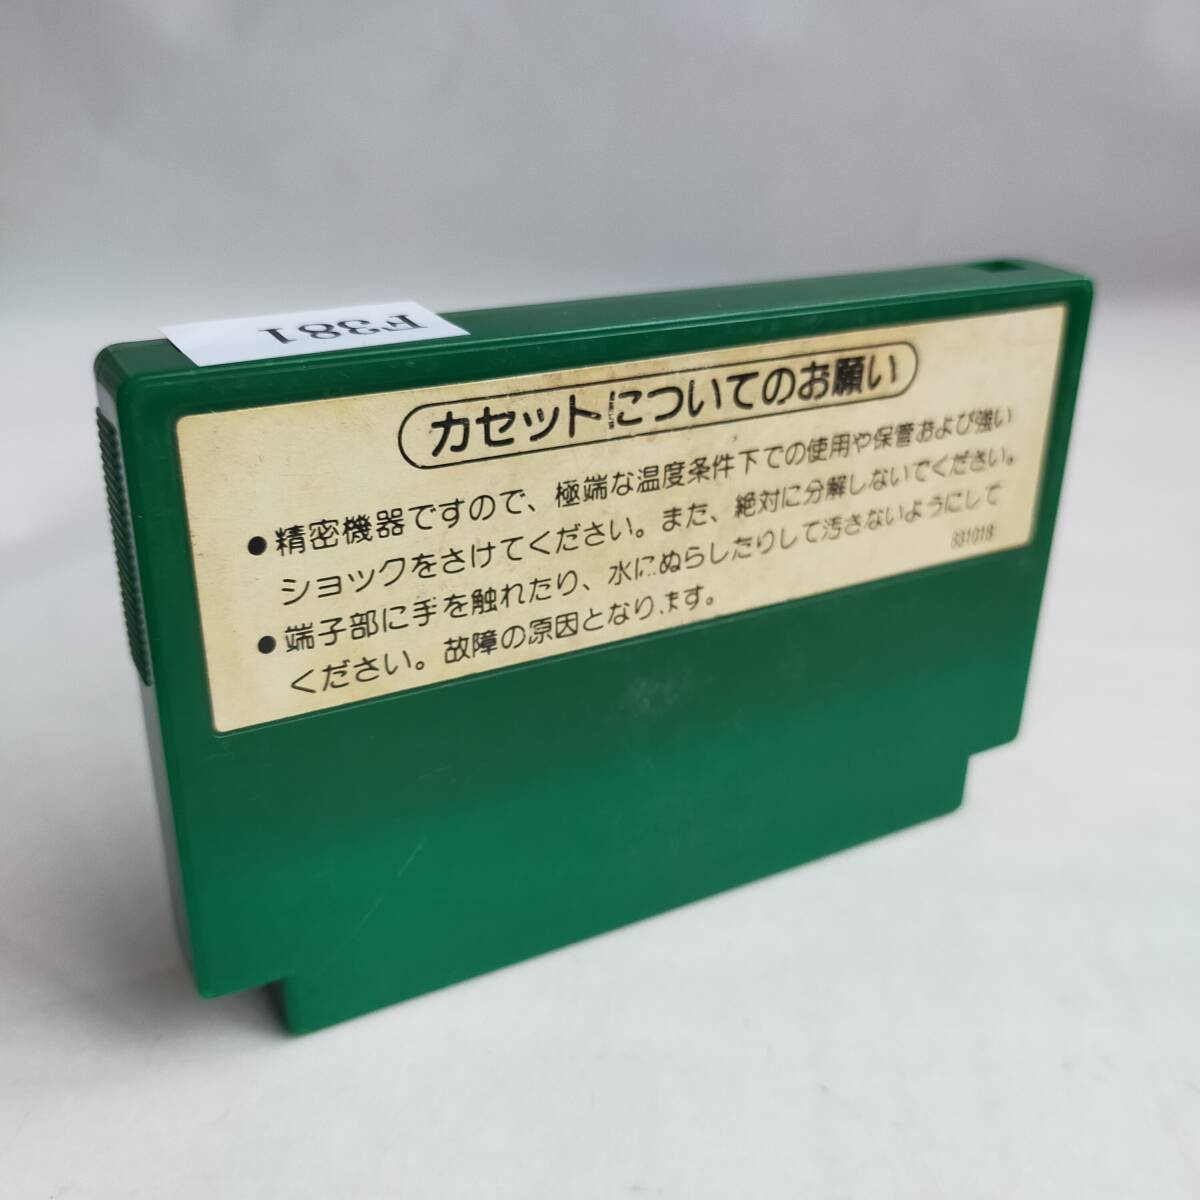 F381
カセットについてのお願い
●精密機器ですので、極端な温度条件下での使用や保管および強い
ショックをさけてください。また、絶対に分解しないでください。
●端子部に手を触れたり、水にぬらしたりして汚さないようにして
ください。故障の原因となります。